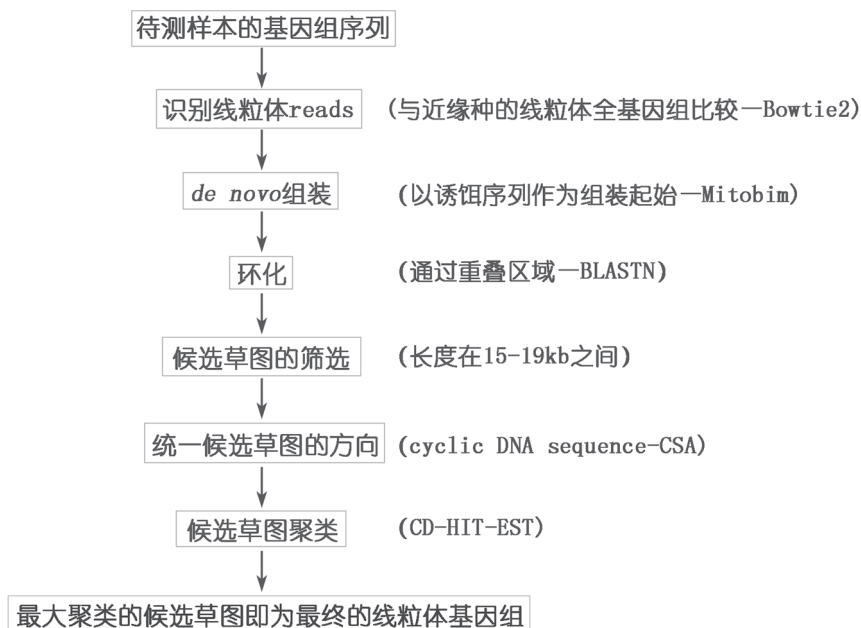 待测样本的基因组序列
识别线粒体reads (与近缘种的线粒体全基因组比较—Bowtie2)
de novo组装 (以诱饵序列作为组装起始—Mitobim)
环化 (通过重叠区域—BLASTN)
候选草图的筛选 (长度在15-19kb之间)
统一候选草图的方向 (cyclic DNA sequence-CSA)
候选草图聚类 (CD-HIT-EST)
最大聚类的候选草图即为最终的线粒体基因组